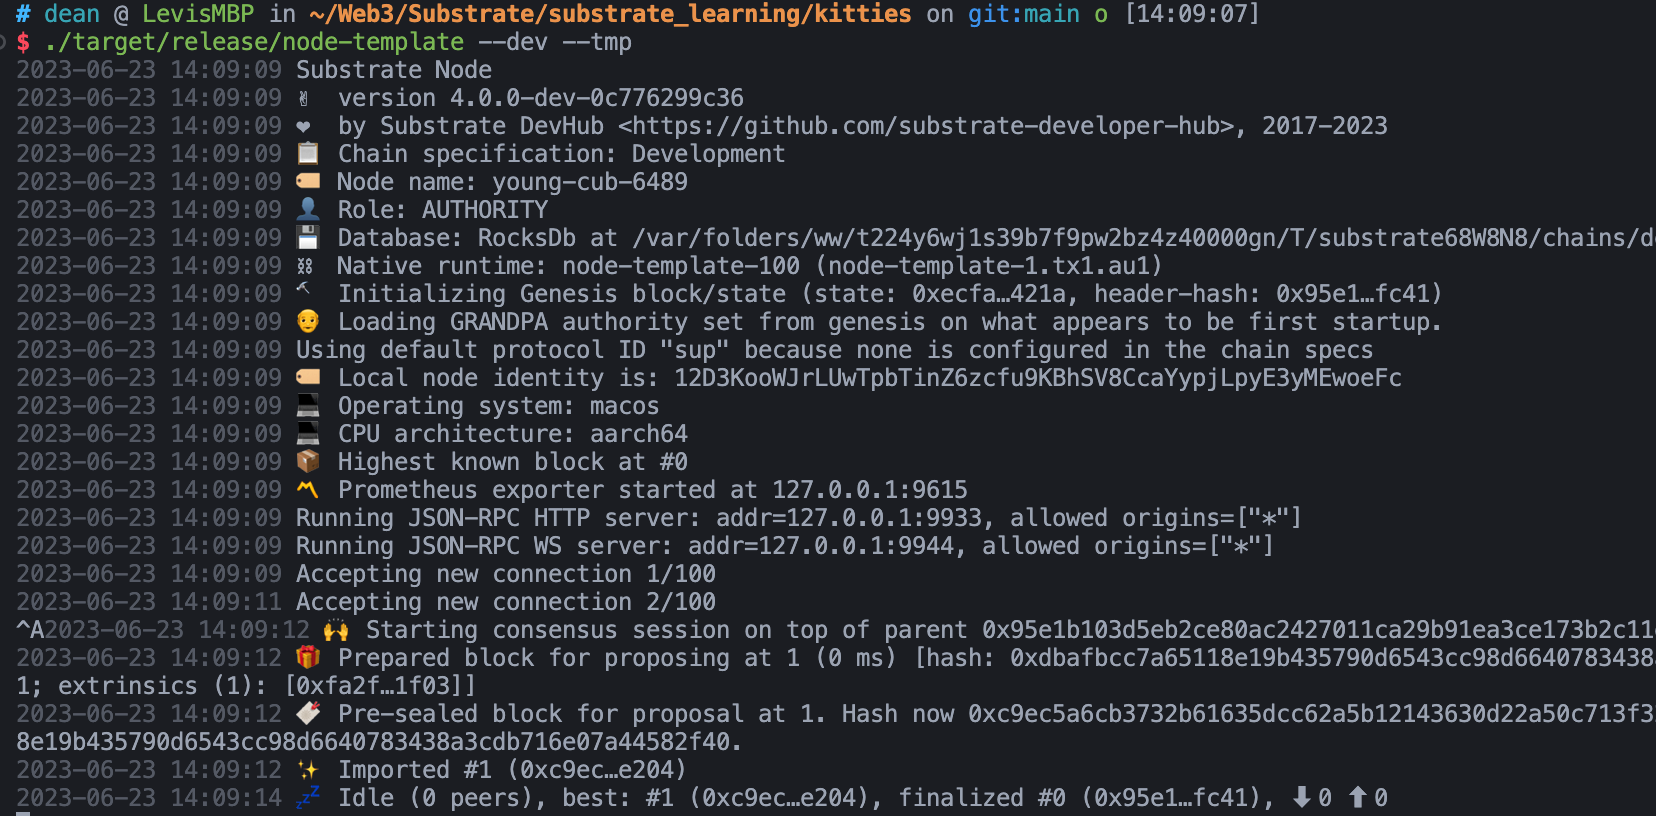 # dean @ LevisMBP in ~/Web3/Substrate/substrate_learning/kitties on git:main o [14:09:07]
$ ./target/release/node-template --dev --tmp
2023-06-23 14:09:09 Substrate Node
2023-06-23 14:09:09 ✌️ version 4.0.0-dev-0c776299c36
2023-06-23 14:09:09 ❤️ by Substrate DevHub <https://github.com/substrate-developer-hub>, 2017-2023
2023-06-23 14:09:09 📋 Chain specification: Development
2023-06-23 14:09:09 🏷 Node name: young-cub-6489
2023-06-23 14:09:09 👤 Role: AUTHORITY
2023-06-23 14:09:09 💾 Database: RocksDb at /var/folders/ww/t224y6wj1s39b7f9pw2bz4z40000gn/T/substrate68W8N8/chains/d
2023-06-23 14:09:09 ⛓ Native runtime: node-template-100 (node-template-1.tx1.au1)
2023-06-23 14:09:09 🔨 Initializing Genesis block/state (state: 0xecfa…421a, header-hash: 0x95e1…fc41)
2023-06-23 14:09:09 👴 Loading GRANDPA authority set from genesis on what appears to be first startup.
2023-06-23 14:09:09 Using default protocol ID "sup" because none is configured in the chain specs
2023-06-23 14:09:09 🏷 Local node identity is: 12D3KooWJrLUwTpbTinZ6zcfu9KBhSV8CcaYypjLpyE3yMEwoeFc
2023-06-23 14:09:09 💻 Operating system: macos
2023-06-23 14:09:09 💻 CPU architecture: aarch64
2023-06-23 14:09:09 📦 Highest known block at #0
2023-06-23 14:09:09 〽️ Prometheus exporter started at 127.0.0.1:9615
2023-06-23 14:09:09 Running JSON-RPC HTTP server: addr=127.0.0.1:9933, allowed origins=["*"]
2023-06-23 14:09:09 Running JSON-RPC WS server: addr=127.0.0.1:9944, allowed origins=["*"]
2023-06-23 14:09:09 Accepting new connection 1/100
2023-06-23 14:09:11 Accepting new connection 2/100
^A2023-06-23 14:09:12 🙌 Starting consensus session on top of parent 0x95e1b103d5eb2ce80ac2427011ca29b91ea3ce173b2c11
2023-06-23 14:09:12 🎁 Prepared block for proposing at 1 (0 ms) [hash: 0xdbafbcc7a65118e19b435790d6543cc98d6640783438
1; extrinsics (1): [0xfa2f…1f03]]
2023-06-23 14:09:12 🔖 Pre-sealed block for proposal at 1. Hash now 0xc9ec5a6cb3732b61635dcc62a5b12143630d22a50c713f3
8e19b435790d6543cc98d6640783438a3cdb716e07a44582f40.
2023-06-23 14:09:12 ✨ Imported #1 (0xc9ec…e204)
2023-06-23 14:09:14 💤 Idle (0 peers), best: #1 (0xc9ec…e204), finalized #0 (0x95e1…fc41), ⬇ 0 ⬆ 0